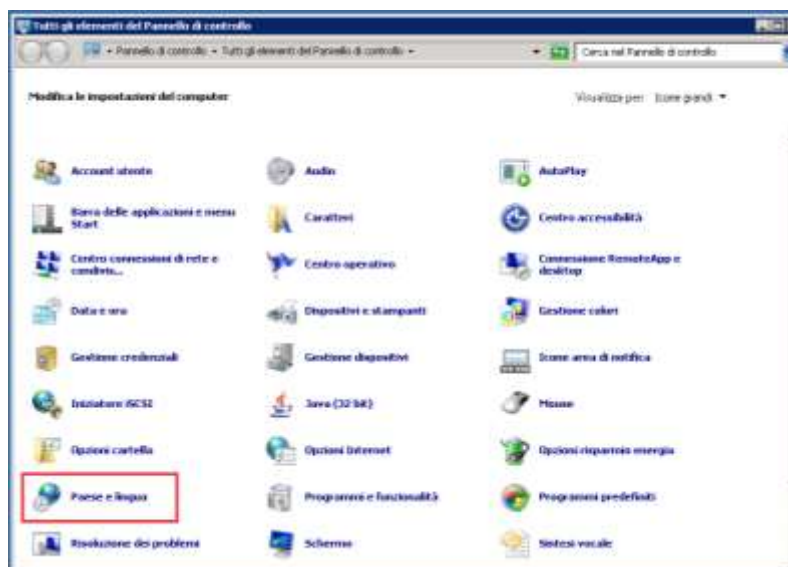 Tutti gli elementi del Pannello di controllo
Pannello di controllo Tutti gli elementi del Pannello di controllo
Cerca nel Pannello di controllo
Modifica le impostazioni del computer
Visualizza per: Icone grandi
Account utente
Audio
AutoPlay
Barra delle applicazioni e menu
Start
Caratteri
Centro accessibilità
Centro connessioni di rete e
condivis...
Centro operativo
Connessione RemoteApp e
desktop
Data e ora
Dispositivi e stampanti
Gestione colori
Gestione credenziali
Gestione dispositivi
Icone area di notifica
Iniziatore iSCSI
Java (32 bit)
Mouse
Opzioni cartella
Opzioni Internet
Opzioni risparmio energia
Paese e lingua
Programmi e funzionalità
Programmi predefiniti
Risoluzione dei problemi
Schermo
Sintesi vocale